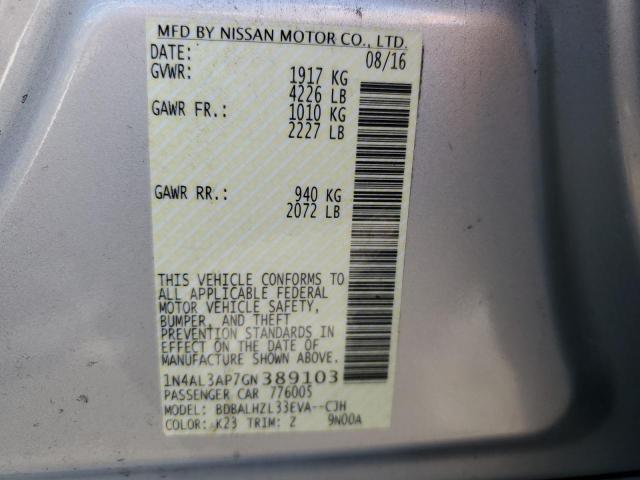 MFD BY NISSAN MOTOR CO., LTD.
DATE: 08/16
GVWR: 1917 KG
4226 LB
GAWR FR.: 1010 KG
2227 LB
GAWR RR.: 940 KG
2072 LB
THIS VEHICLE CONFORMS TO
ALL APPLICABLE FEDERAL
MOTOR VEHICLE SAFETY,
BUMPER, AND THEFT
PREVENTION STANDARDS IN
EFFECT ON THE DATE OF
MANUFACTURE SHOWN ABOVE.
1N4AL3AP7GN389103
PASSENGER CAR 77600S
MODEL: BDBALHZL33EVA--CJH
COLOR: K23 TRIM: Z 9N00A